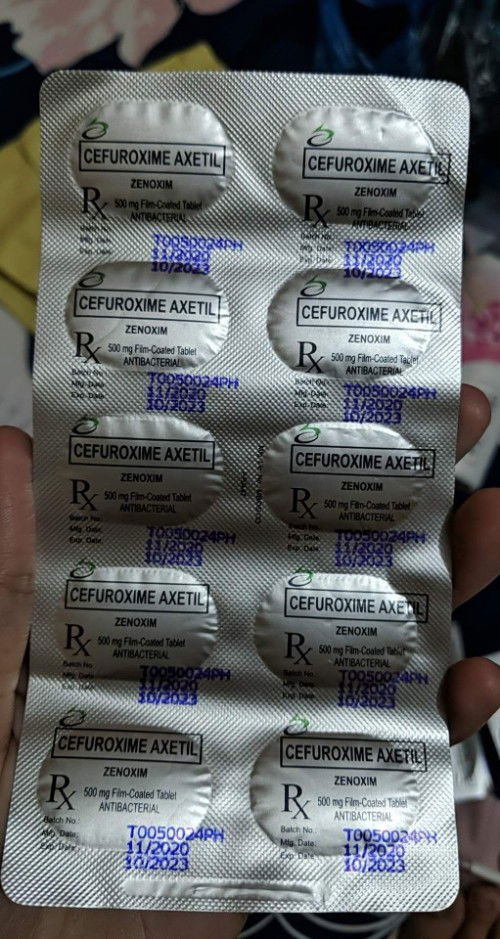 CEFUROXIME AXETIL
ZENOXIM
Rx 500 mg Film-Coated Tablet
ANTIBACTERIAL
Batch No.
T0050024PH
Mfg. Date
11/2020
Exp. Date
10/2023
CEFUROXIME AXETIL
ZENOXIM
Rx 500 mg Film-Coated Tablet
ANTIBACTERIAL
Batch No.
T0050024PH
Mfg. Date
11/2020
Exp. Date
10/2023
CEFUROXIME AXETIL
ZENOXIM
Rx 500 mg Film-Coated Tablet
ANTIBACTERIAL
Batch No.
T0050024PH
Mfg. Date
11/2020
Exp. Date
10/2023
CEFUROXIME AXETIL
ZENOXIM
Rx 500 mg Film-Coated Tablet
ANTIBACTERIAL
Batch No.
T0050024PH
Mfg. Date
11/2020
Exp. Date
10/2023
CEFUROXIME AXETIL
ZENOXIM
Rx 500 mg Film-Coated Tablet
ANTIBACTERIAL
Batch No.
T0050024PH
Mfg. Date
11/2020
Exp. Date
10/2023
CEFUROXIME AXETIL
ZENOXIM
Rx 500 mg Film-Coated Tablet
ANTIBACTERIAL
Batch No.
T0050024PH
Mfg. Date
11/2020
Exp. Date
10/2023
CEFUROXIME AXETIL
ZENOXIM
Rx 500 mg Film-Coated Tablet
ANTIBACTERIAL
Batch No.
T0050024PH
Mfg. Date
11/2020
Exp. Date
10/2023
CEFUROXIME AXETIL
ZENOXIM
Rx 500 mg Film-Coated Tablet
ANTIBACTERIAL
Batch No.
T0050024PH
Mfg. Date
11/2020
Exp. Date
10/2023
CEFUROXIME AXETIL
ZENOXIM
Rx 500 mg Film-Coated Tablet
ANTIBACTERIAL
Batch No.:
T0050024PH
Mfg. Date:
11/2020
Exp. Date:
10/2023
CEFUROXIME AXETIL
ZENOXIM
Rx 500 mg Film-Coated Tablet
ANTIBACTERIAL
Batch No.:
T0050024PH
Mfg. Date:
11/2020
Exp. Date:
10/2023